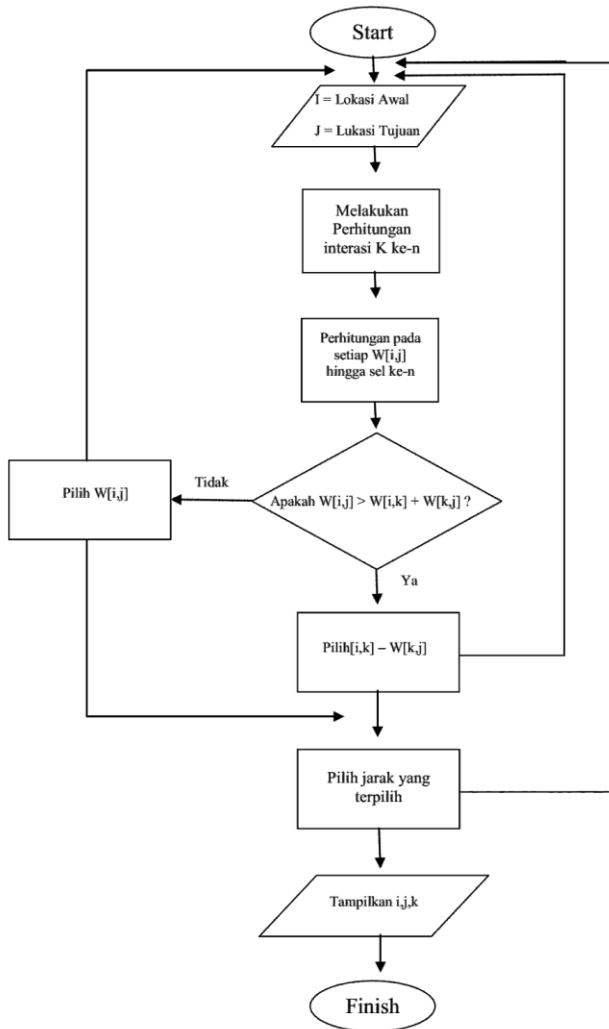 Start
I = Lokasi Awal
J = Lukasi Tujuan
Melakukan
Perhitungan
interasi K ke-n
Perhitungan pada
setiap W[i,j]
hingga sel ke-n
Tidak
Pilih W[i,j]
Apakah W[i,j] > W[i,k] + W[k,j] ?
Ya
Pilih[i,k] – W[k,j]
Pilih jarak yang
terpilih
Tampilkan i,j,k
Finish